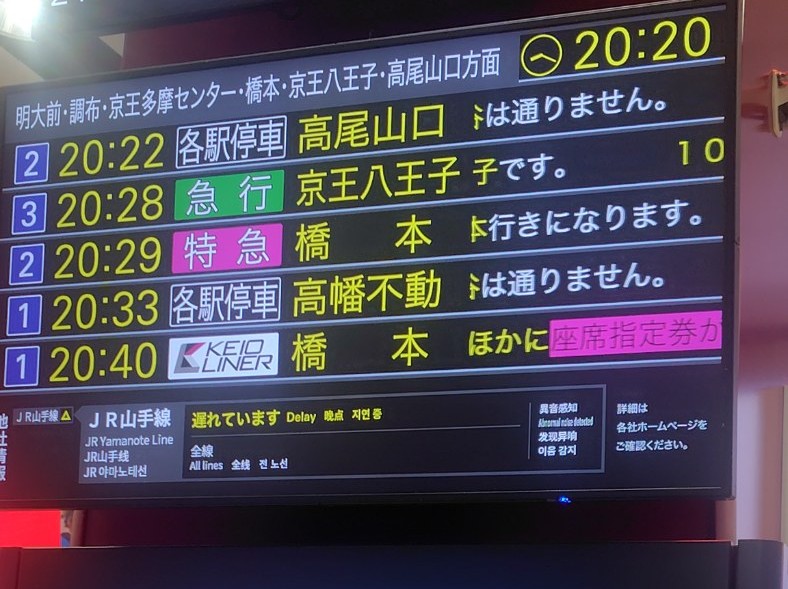 明大前・調布・京王多摩センター・橋本・京王八王子・高尾山口方面 20:20
2 20:22 各駅停車 高尾山口 は通りません。
3 20:28 急行 京王八王子 子です。 10
2 20:29 特急 橋本 本行きになります。
1 20:33 各駅停車 高幡不動 は通りません。
1 20:40 KEIO LINER 橋本 ほかに座席指定券が
他社情報
JR山手線
JR山手線
JR Yamanote Line
JR山手线
JR 야마노테선
遅れています Delay 晚点 지연 중
全線
All lines 全线 전 노선
異音感知
Abnormal noise detected
发现异响
이음 감지
詳細は
各社ホームページを
ご確認ください。